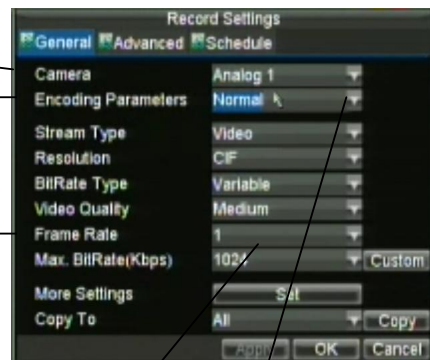 Record Settings
General Advanced Schedule
Camera Analog 1
Encoding Parameters Normal
Stream Type Video
Resolution CIF
BitRate Type Variable
Video Quality Medium
Frame Rate 1
Max. BitRate(Kbps) 1024 Custom
More Settings Set
Copy To All Copy
Apply OK Cancel